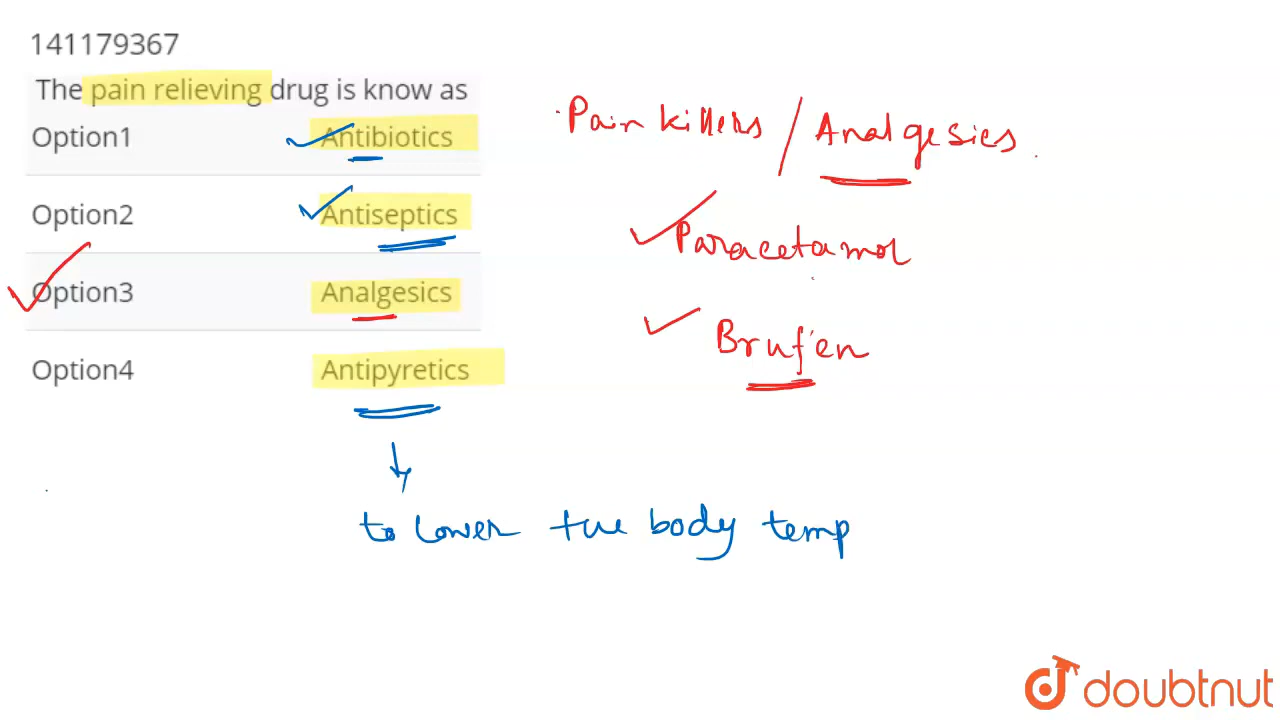 141179367
The pain relieving drug is know as
Option1 Antibiotics
Option2 Antiseptics
Option3 Analgesics
Option4 Antipyretics
Pain killers / Analgesics
Paracetamol
Brufen
to lower the body temp
doubtnut